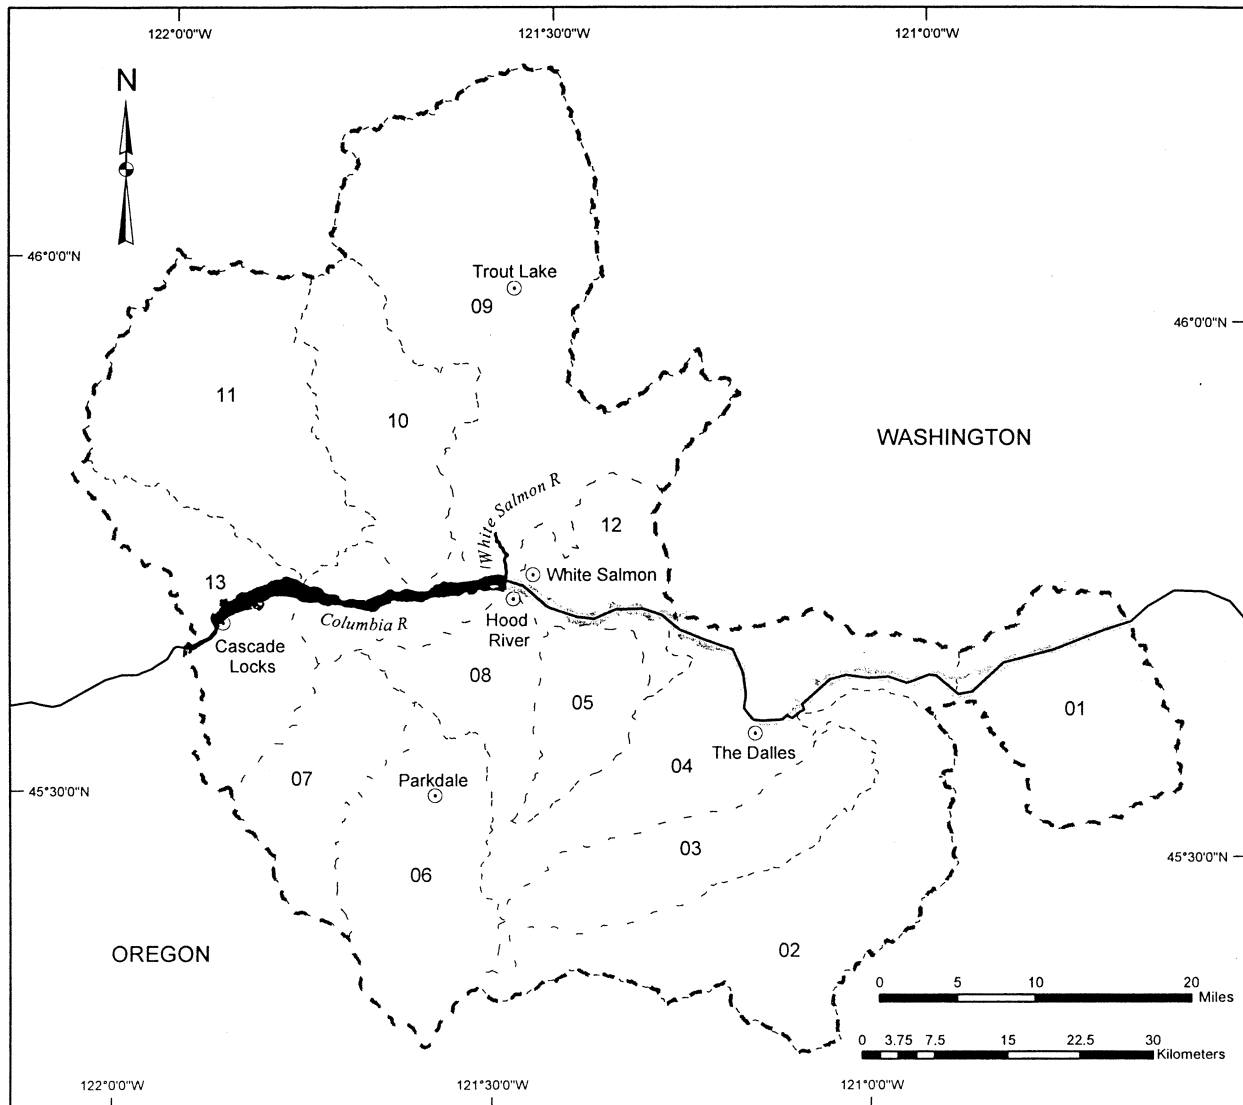 122°0'0"W
121°30'0"W
121°0'0"W
N
46°0'0"N
Trout Lake
09
46°0'0"N
11
10
WASHINGTON
White Salmon R
12
White Salmon
13
Columbia R
Hood
River
Cascade
Locks
08
05
01
The Dalles
04
07
Parkdale
45°30'0"N
03
45°30'0"N
06
OREGON
02
0 5 10 20
Miles
0 3.75 7.5 15 22.5 30
Kilometers
122°0'0"W
121°30'0"W
121°0'0"W